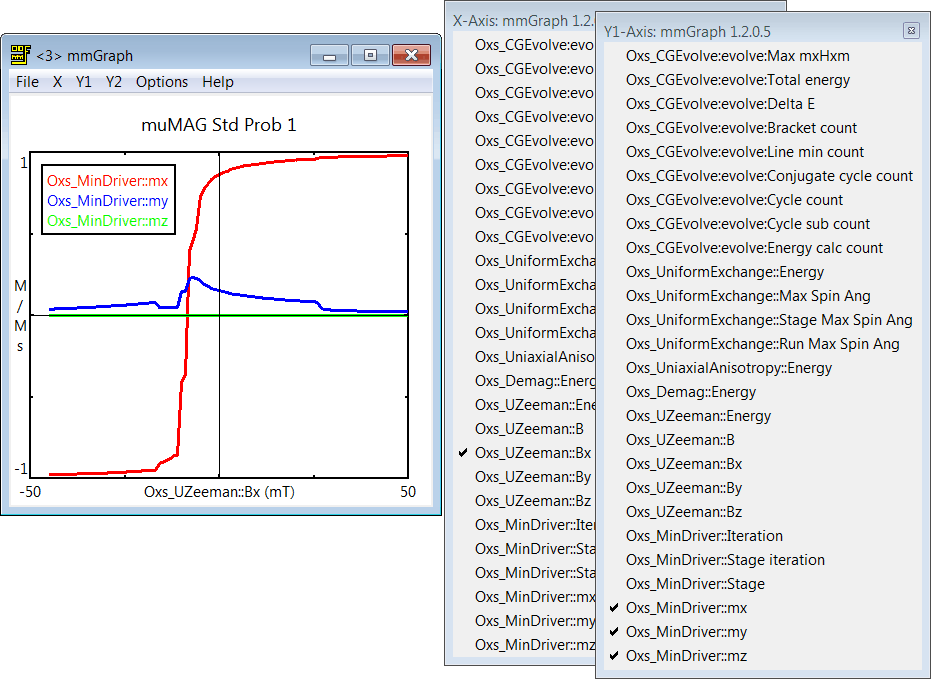 <3> mmGraph
File X Y1 Y2 Options Help
muMAG Std Prob 1
1
Oxs_MinDriver::mx
Oxs_MinDriver::my
Oxs_MinDriver::mz
M
/
M
s
-1
-50
Oxs_UZeeman::Bx (mT)
50
X-Axis: mmGraph 1.2.
Oxs_CGEvolve:evo
Oxs_CGEvolve:evo
Oxs_CGEvolve:evo
Oxs_CGEvolve:evo
Oxs_CGEvolve:evo
Oxs_CGEvolve:evo
Oxs_CGEvolve:evo
Oxs_CGEvolve:evo
Oxs_CGEvolve:evo
Oxs_UniformExcha
Oxs_UniformExcha
Oxs_UniformExcha
Oxs_UniformExcha
Oxs_UniaxialAniso
Oxs_Demag::Energ
Oxs_UZeeman::Ene
Oxs_UZeeman::B
Oxs_UZeeman::Bx
Oxs_UZeeman::By
Oxs_UZeeman::Bz
Oxs_MinDriver::Iter
Oxs_MinDriver::Sta
Oxs_MinDriver::Sta
Oxs_MinDriver::mx
Oxs_MinDriver::my
Oxs_MinDriver::mz
Y1-Axis: mmGraph 1.2.0.5
Oxs_CGEvolve:evolve:Max mxHxm
Oxs_CGEvolve:evolve:Total energy
Oxs_CGEvolve:evolve:Delta E
Oxs_CGEvolve:evolve:Bracket count
Oxs_CGEvolve:evolve:Line min count
Oxs_CGEvolve:evolve:Conjugate cycle count
Oxs_CGEvolve:evolve:Cycle count
Oxs_CGEvolve:evolve:Cycle sub count
Oxs_CGEvolve:evolve:Energy calc count
Oxs_UniformExchange::Energy
Oxs_UniformExchange::Max Spin Ang
Oxs_UniformExchange::Stage Max Spin Ang
Oxs_UniformExchange::Run Max Spin Ang
Oxs_UniaxialAnisotropy::Energy
Oxs_Demag::Energy
Oxs_UZeeman::Energy
Oxs_UZeeman::B
Oxs_UZeeman::Bx
Oxs_UZeeman::By
Oxs_UZeeman::Bz
Oxs_MinDriver::Iteration
Oxs_MinDriver::Stage iteration
Oxs_MinDriver::Stage
Oxs_MinDriver::mx
Oxs_MinDriver::my
Oxs_MinDriver::mz